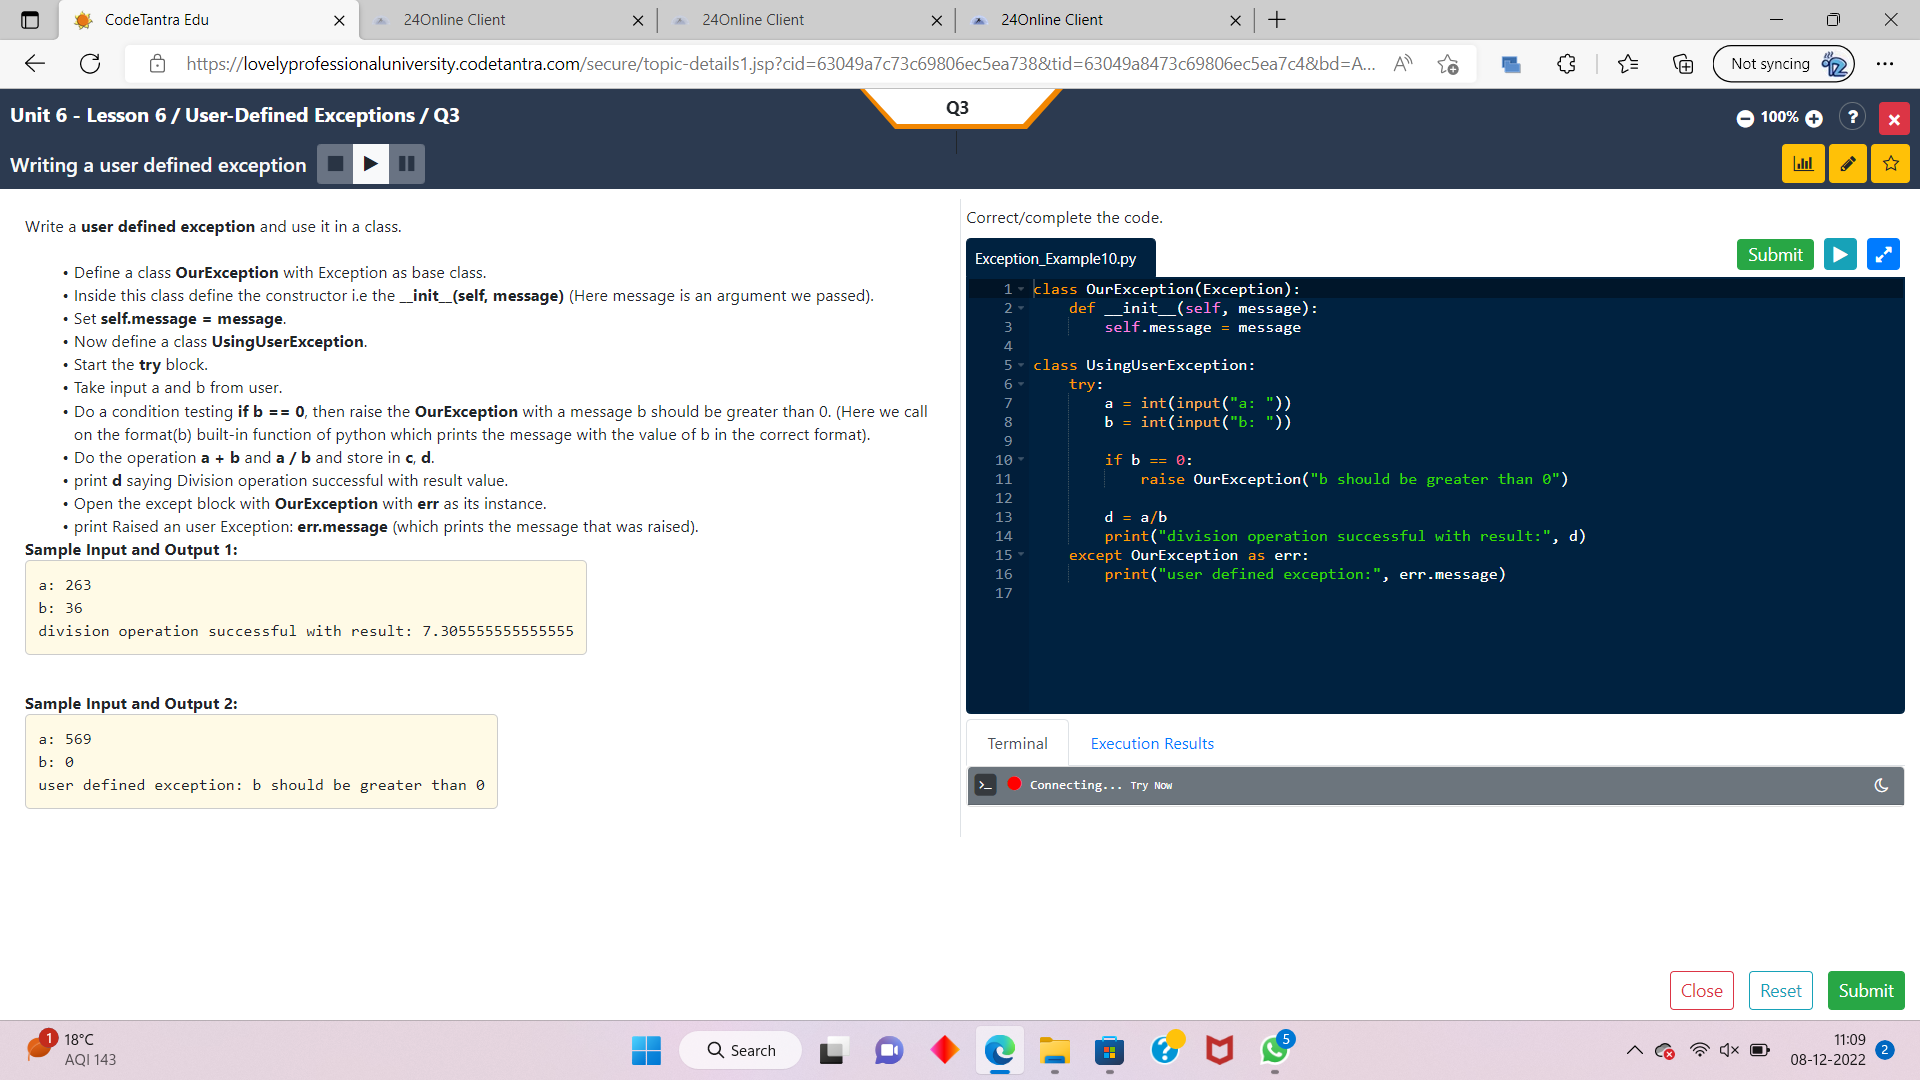 CodeTantra Edu
24Online Client
24Online Client
24Online Client
https://lovelyprofessionaluniversity.codetantra.com/secure/topic-details1.jsp?cid=63049a7c73c69806ec5ea738&tid=63049a8473c69806ec5ea7c4&bd=A...
Not syncing
Unit 6 - Lesson 6 / User-Defined Exceptions / Q3
Q3
100%
?
Writing a user defined exception
Write a user defined exception and use it in a class.
• Define a class OurException with Exception as base class.
• Inside this class define the constructor i.e the __init__(self, message) (Here message is an argument we passed).
• Set self.message = message.
• Now define a class UsingUserException.
• Start the try block.
• Take input a and b from user.
• Do a condition testing if b == 0, then raise the OurException with a message b should be greater than 0. (Here we call
on the format(b) built-in function of python which prints the message with the value of b in the correct format).
• Do the operation a + b and a / b and store in c, d.
• print d saying Division operation successful with result value.
• Open the except block with OurException with err as its instance.
• print Raised an user Exception: err.message (which prints the message that was raised).
Sample Input and Output 1:
a: 263
b: 36
division operation successful with result: 7.305555555555555
Sample Input and Output 2:
a: 569
b: 0
user defined exception: b should be greater than 0
Correct/complete the code.
Exception_Example10.py
Submit
1 class OurException(Exception):
2     def __init__(self, message):
3         self.message = message
4
5 class UsingUserException:
6     try:
7         a = int(input("a: "))
8         b = int(input("b: "))
9
10         if b == 0:
11             raise OurException("b should be greater than 0")
12
13         d = a/b
14         print("division operation successful with result:", d)
15     except OurException as err:
16         print("user defined exception:", err.message)
17
Terminal
Execution Results
Connecting... Try Now
Close
Reset
Submit
1
18°C
AQI 143
Search
5
11:09
08-12-2022
2